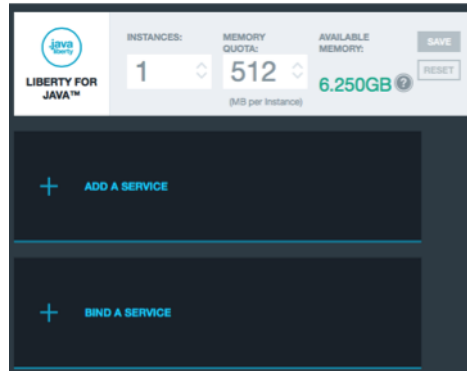 java
liberty
LIBERTY FOR
JAVA™
INSTANCES:
1
MEMORY
QUOTA:
512
(MB per Instance)
AVAILABLE
MEMORY:
6.250GB ?
SAVE
RESET
+ ADD A SERVICE
+ BIND A SERVICE